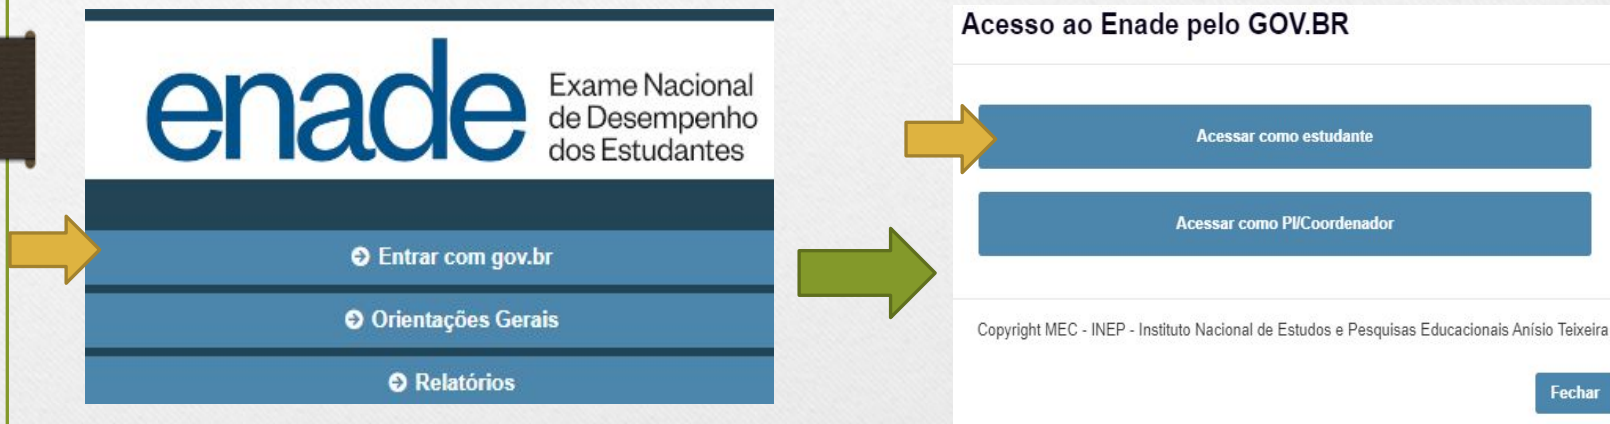 enade
Exame Nacional
de Desempenho
dos Estudantes
Entrar com gov.br
Orientações Gerais
Relatórios
Acesso ao Enade pelo GOV.BR
Acessar como estudante
Acessar como PI/Coordenador
Copyright MEC - INEP - Instituto Nacional de Estudos e Pesquisas Educacionais Anísio Teixeira
Fechar